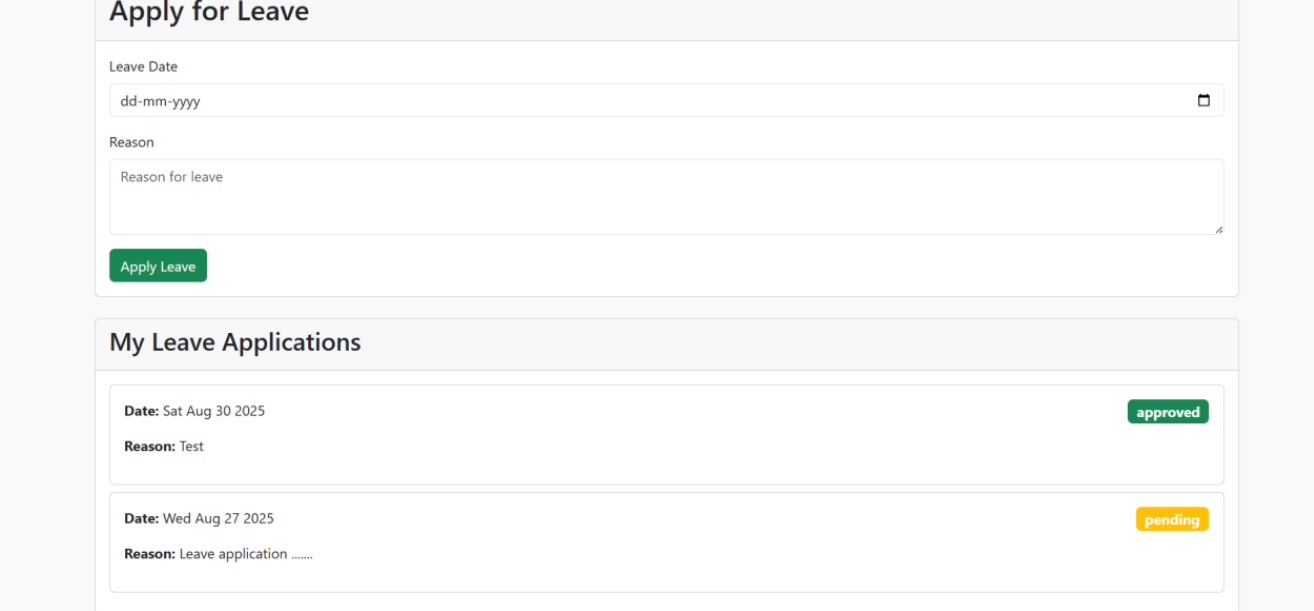 Apply for Leave
Leave Date
dd-mm-yyyy
Reason
Reason for leave
Apply Leave
My Leave Applications
Date: Sat Aug 30 2025
approved
Reason: Test
Date: Wed Aug 27 2025
pending
Reason: Leave application .......